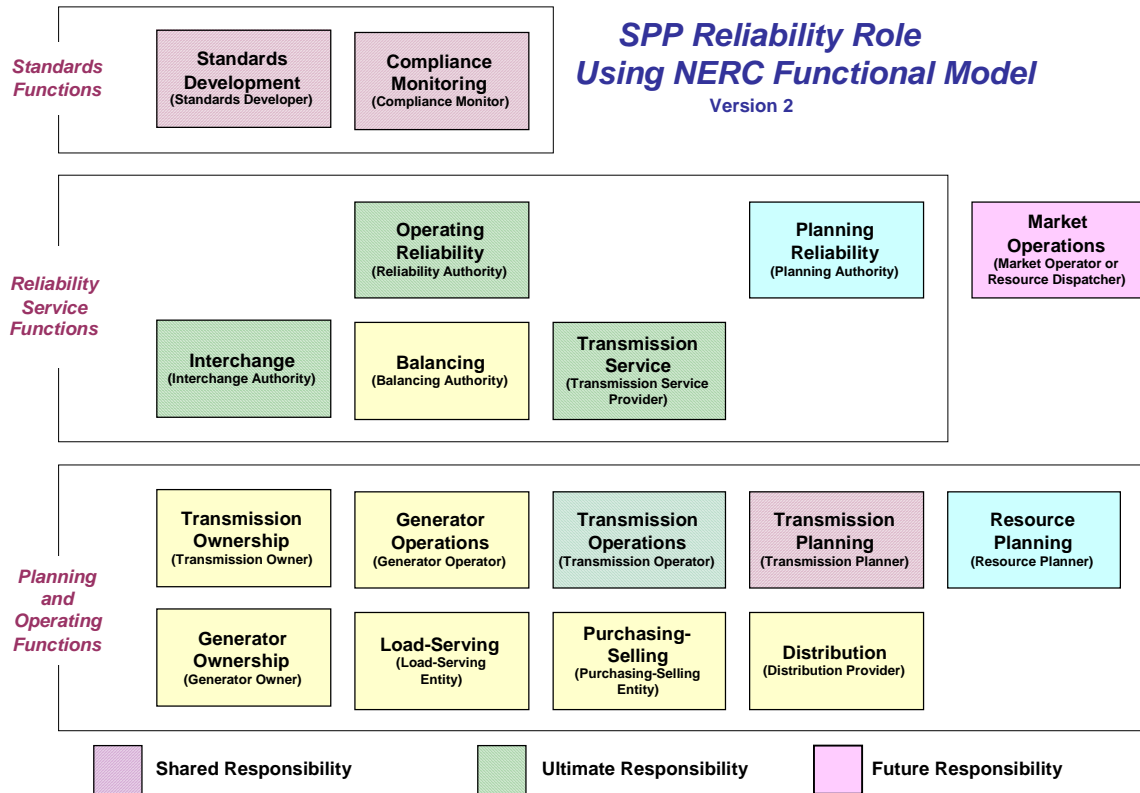 SPP Reliability Role
Using NERC Functional Model
Version 2
Standards
Functions
Standards
Development
(Standards Developer)
Compliance
Monitoring
(Compliance Monitor)
Reliability
Service
Functions
Operating
Reliability
(Reliability Authority)
Planning
Reliability
(Planning Authority)
Market
Operations
(Market Operator or
Resource Dispatcher)
Interchange
(Interchange Authority)
Balancing
(Balancing Authority)
Transmission
Service
(Transmission Service
Provider)
Planning
and
Operating
Functions
Transmission
Ownership
(Transmission Owner)
Generator
Operations
(Generator Operator)
Transmission
Operations
(Transmission Operator)
Transmission
Planning
(Transmission Planner)
Resource
Planning
(Resource Planner)
Generator
Ownership
(Generator Owner)
Load-Serving
(Load-Serving
Entity)
Purchasing-
Selling
(Purchasing-Selling
Entity)
Distribution
(Distribution Provider)
Shared Responsibility
Ultimate Responsibility
Future Responsibility